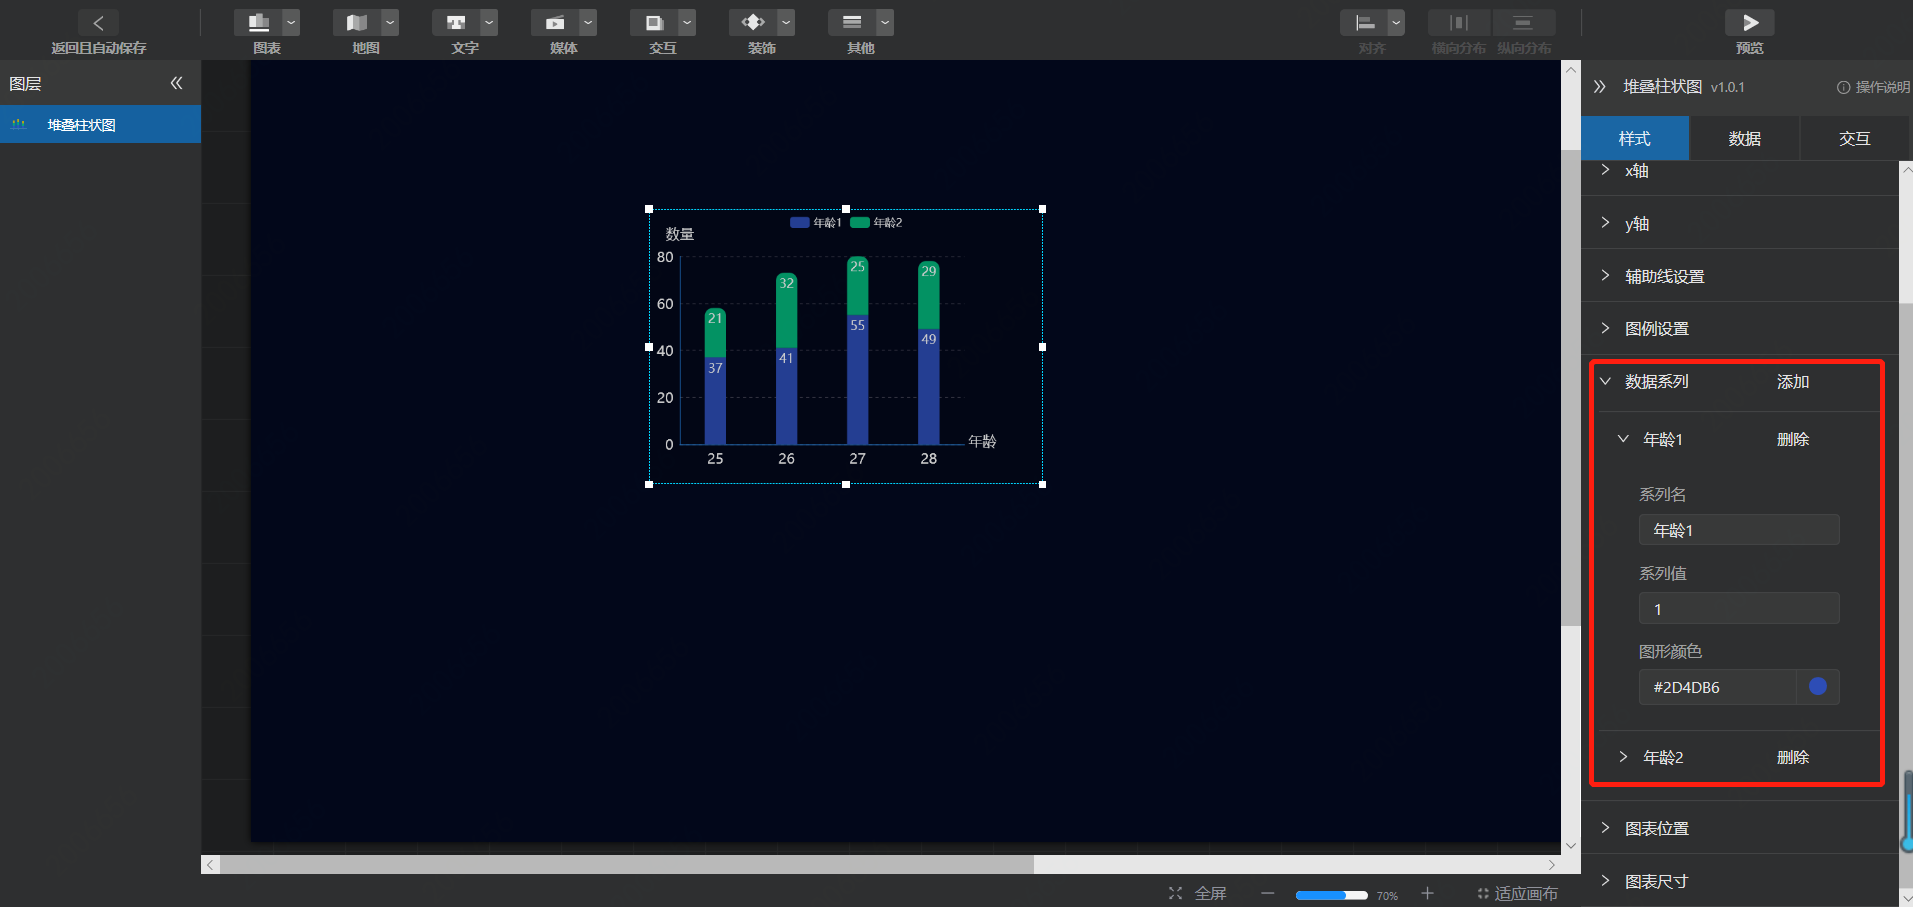 图表 地图 文字 媒体 交互 装饰 其他
返回目自动保存
对齐 横向分布 纵向分布
预览
图层
堆叠柱状图
堆叠柱状图 v1.0.1 操作说明
样式 数据 交互
x轴
y轴
辅助线设置
图例设置
数据系列 添加
年龄1 删除
系列名
年龄1
系列值
1
图形颜色
#2D4DB6
年龄2 删除
图表位置
图表尺寸
年龄1 年龄2
数量
80
60
40
20
0
21 32 25 29
37 41 55 49
25 26 27 28
年龄
全屏 70% 适应画布